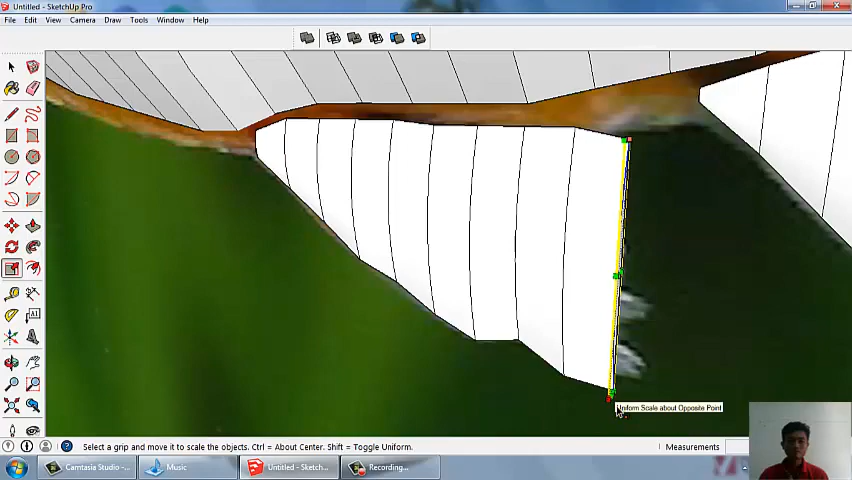 Untitled - SketchUp Pro
File Edit View Camera Draw Tools Window Help
Uniform Scale about Opposite Point
Select a grip and move it to scale the objects. Ctrl = About Center. Shift = Toggle Uniform.
Measurements
Camtasia Studio -...
Music
Untitled - Sketch...
Recording...